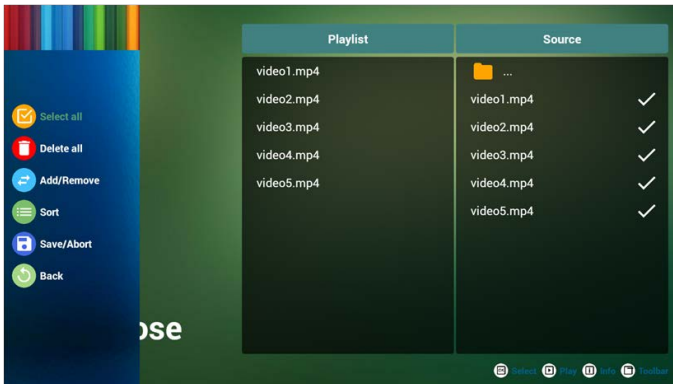 Select all
Delete all
Add/Remove
Sort
Save/Abort
Back
ose
Playlist
video1.mp4
video2.mp4
video3.mp4
video4.mp4
video5.mp4
Source
...
video1.mp4
video2.mp4
video3.mp4
video4.mp4
video5.mp4
Select Play Info Toolbar